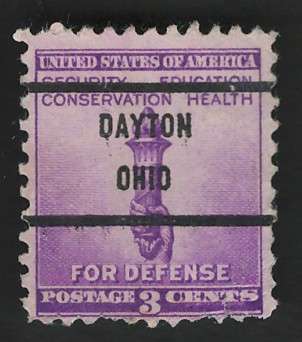 UNITED STATES OF AMERICA
SECURITY EDUCATION
CONSERVATION HEALTH
DAYTON
OHIO
FOR DEFENSE
POSTAGE 3 CENTS